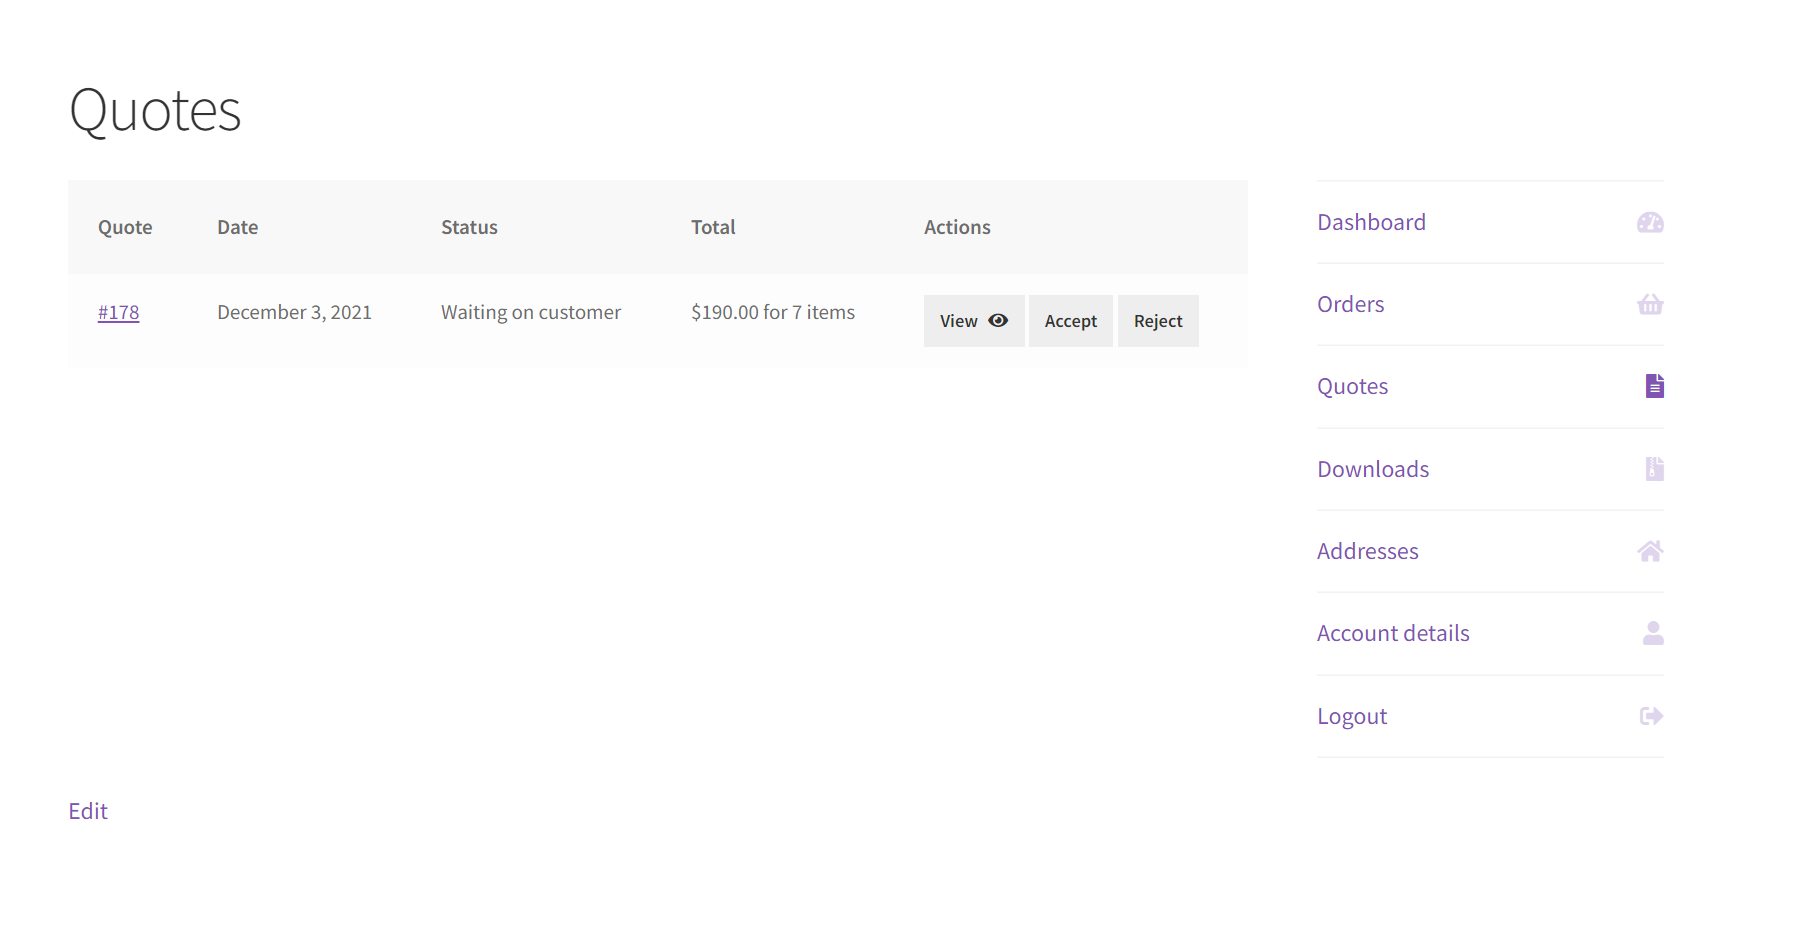 Quotes
Quote Date Status Total Actions
#178 December 3, 2021 Waiting on customer $190.00 for 7 items View Accept Reject
Dashboard
Orders
Quotes
Downloads
Addresses
Account details
Logout
Edit